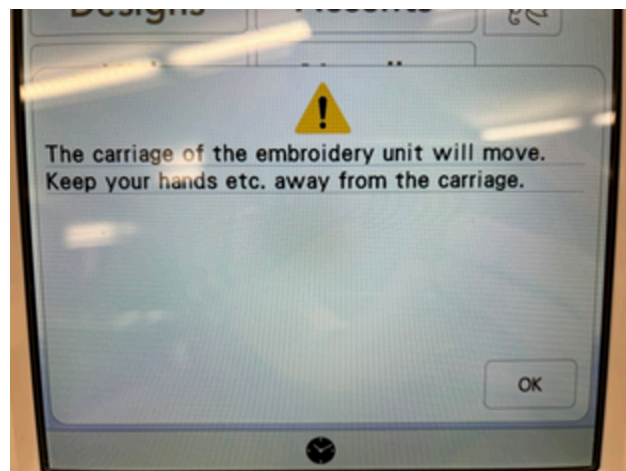 Designs
The carriage of the embroidery unit will move.
Keep your hands etc. away from the carriage.
OK